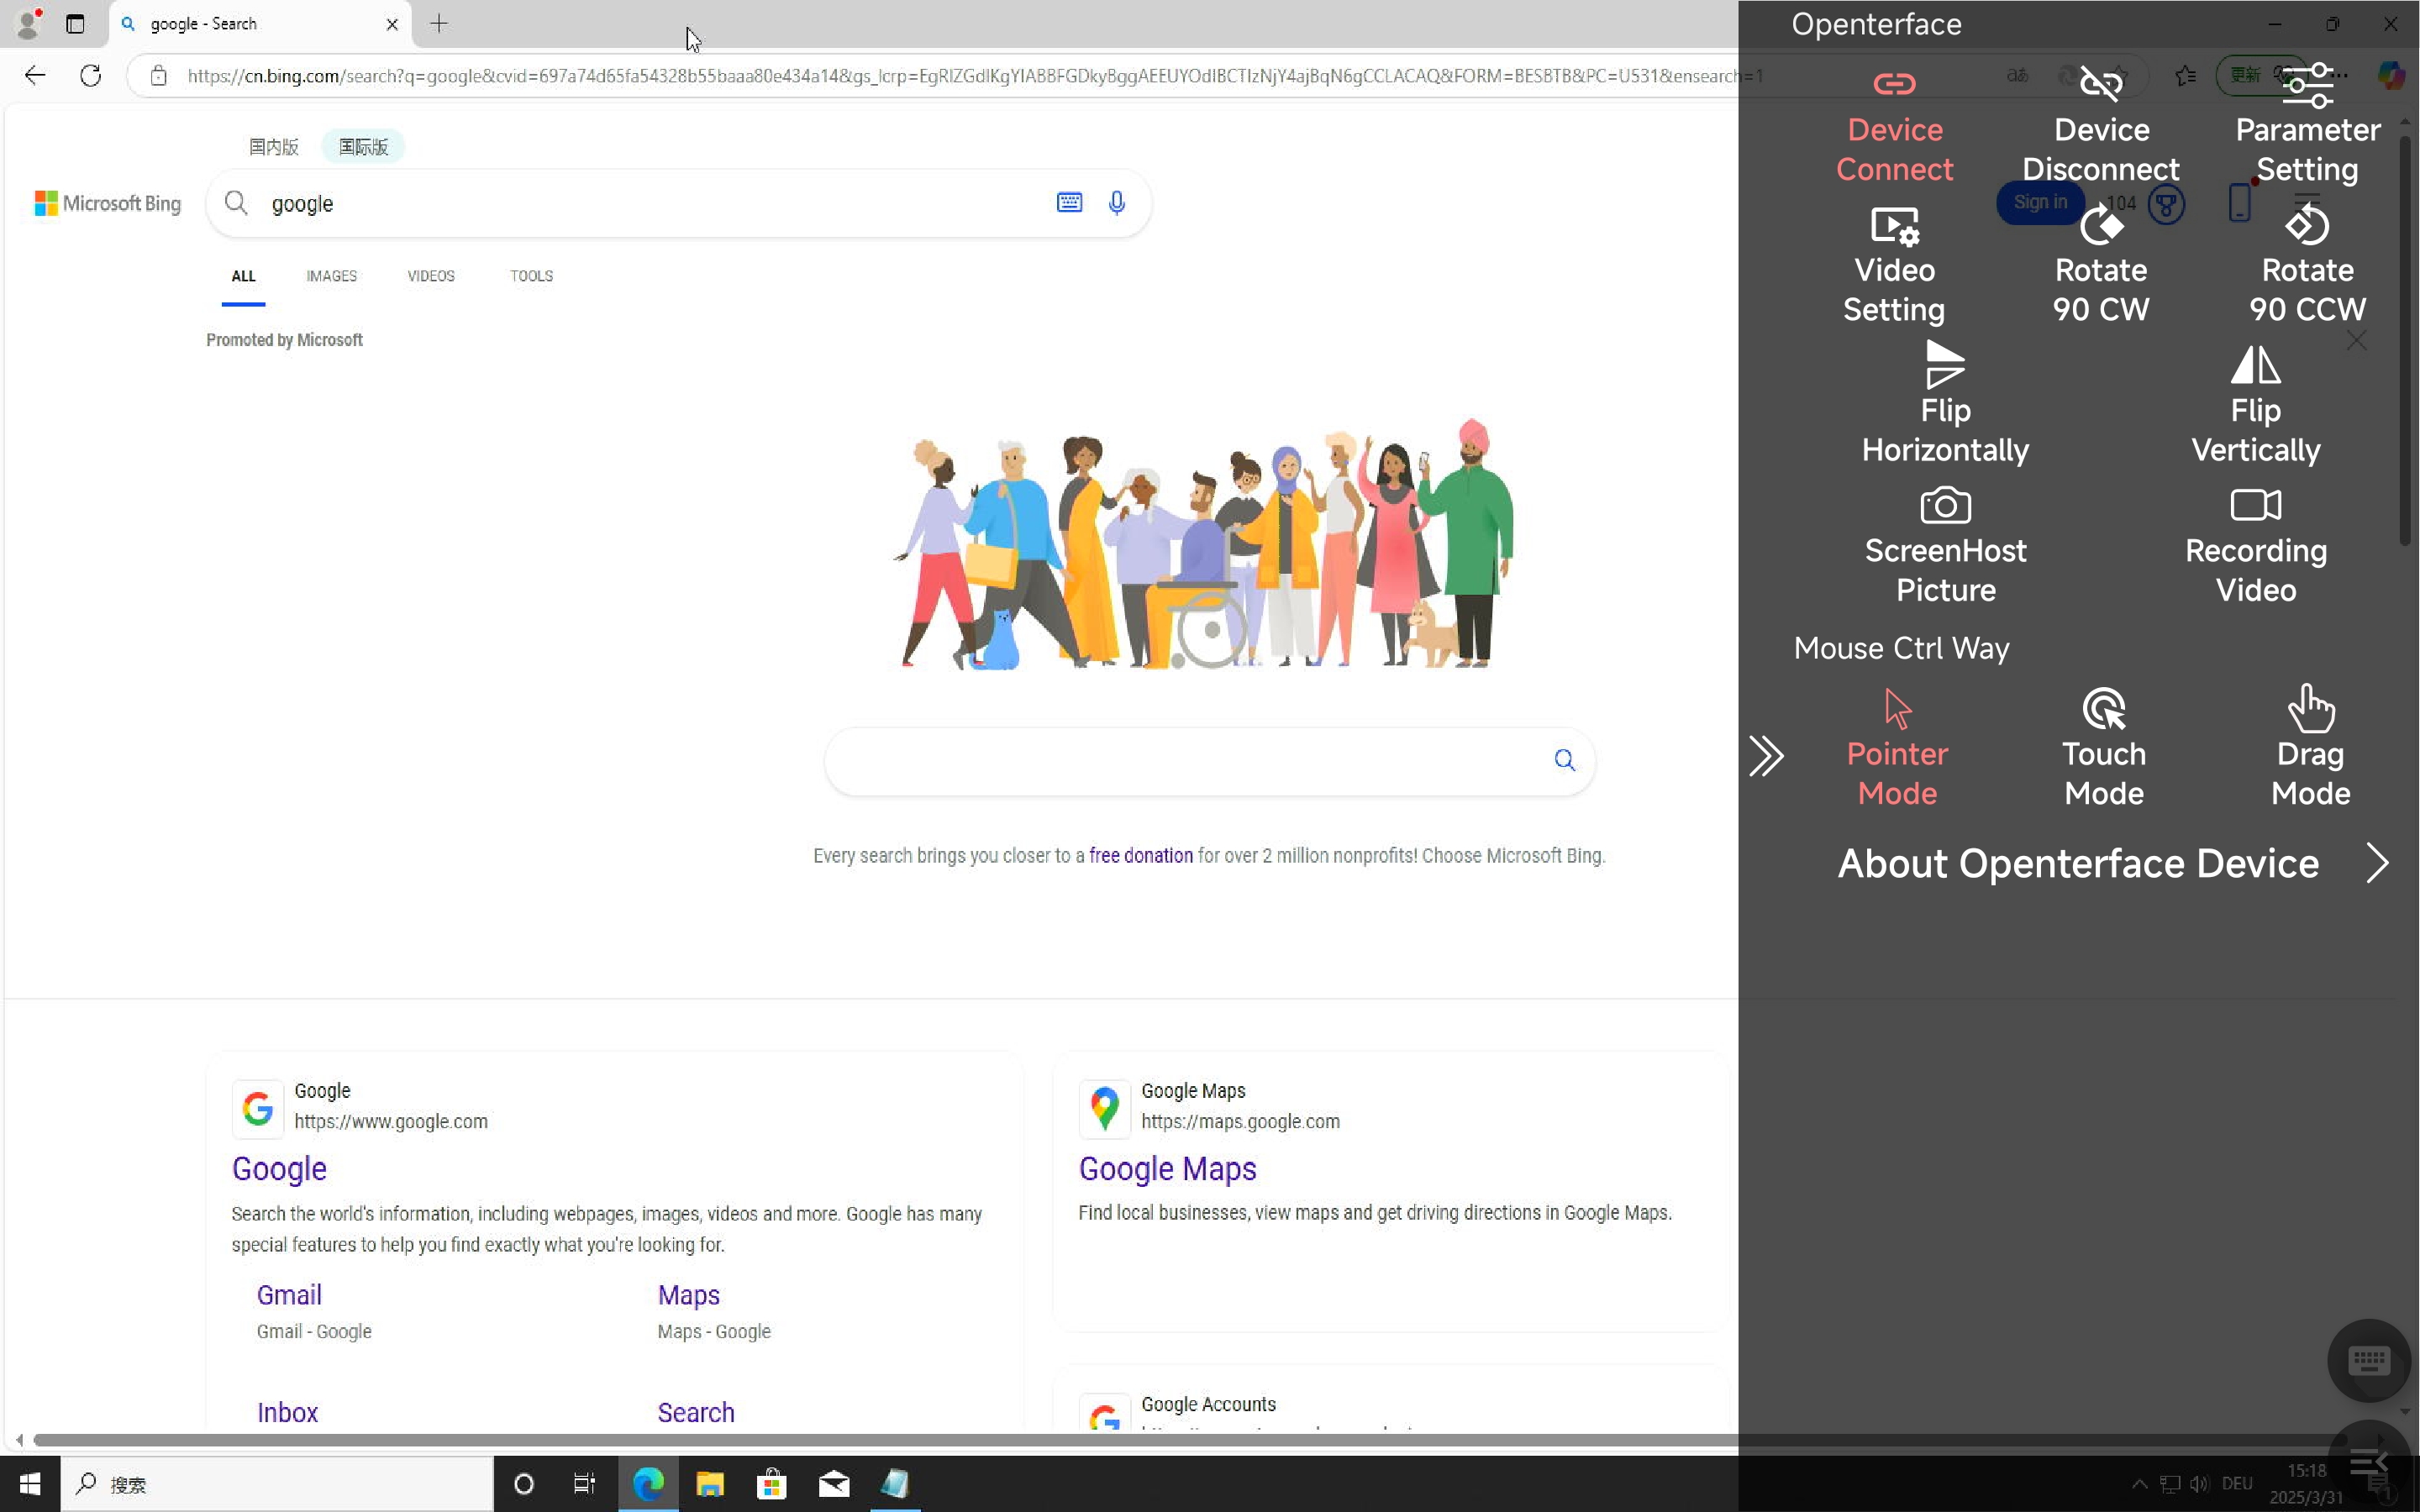 google - Search
Openterface
https://cn.bing.com/search?q=google&cvid=697a74d65fa54328b55baaa80e434a14&gs_lcrp=EgRlZGdlKgYIABBFGDkyBggAEEUYOdIBCTIzNjY4ajBqN6gCCLACAQ&FORM=BESBTB&PC=U531&ensearch=1
更新
Device
Connect
Device
Disconnect
Parameter
Setting
国内版
国际版
Microsoft Bing
google
Sign in
104
ALL
IMAGES
VIDEOS
TOOLS
Video
Setting
Rotate
90 CW
Rotate
90 CCW
Promoted by Microsoft
Flip
Horizontally
Flip
Vertically
ScreenHost
Picture
Recording
Video
Mouse Ctrl Way
Pointer
Mode
Touch
Mode
Drag
Mode
About Openterface Device
Every search brings you closer to a free donation for over 2 million nonprofits! Choose Microsoft Bing.
Google
https://www.google.com
Google
Search the world's information, including webpages, images, videos and more. Google has many
special features to help you find exactly what you're looking for.
Gmail
Gmail - Google
Maps
Maps - Google
Inbox
Search
Google Maps
https://maps.google.com
Google Maps
Find local businesses, view maps and get driving directions in Google Maps.
Google Accounts
搜索
DEU
15:18
2025/3/31
1